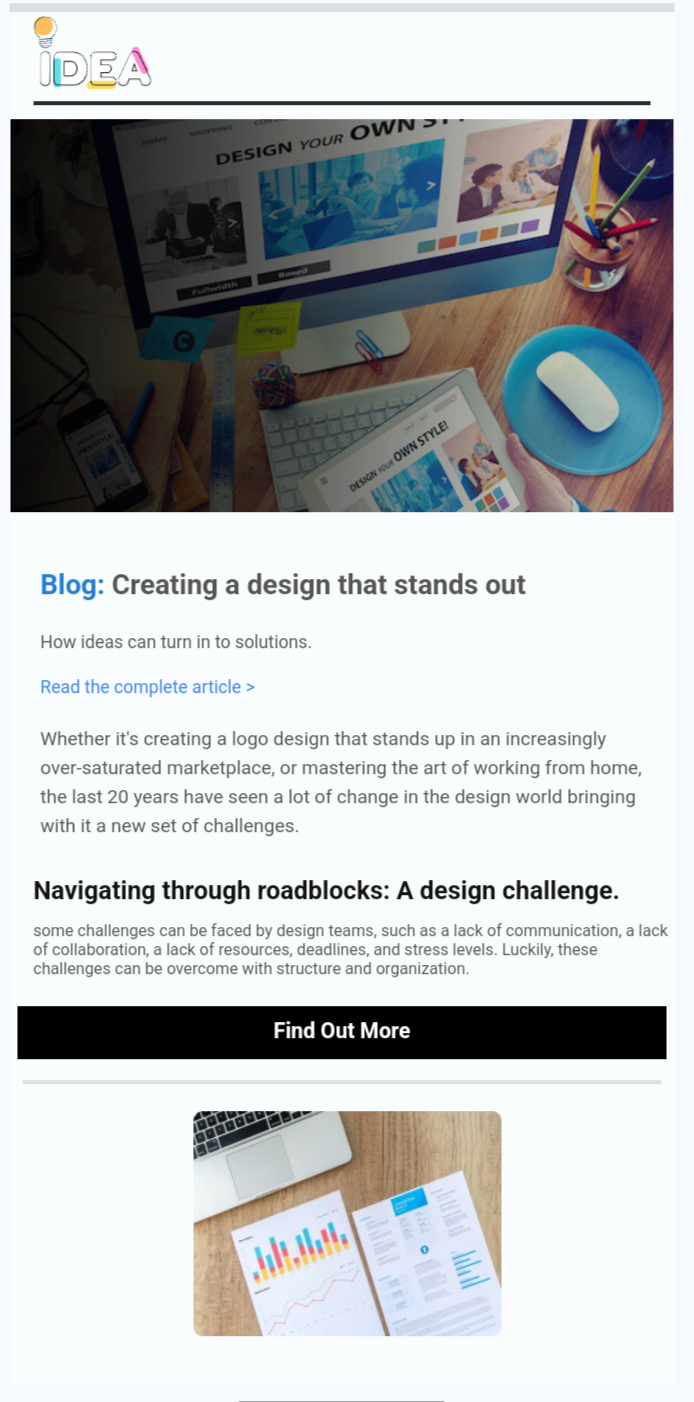 IDEA
HOME SHOPPING
DESIGN YOUR OWN ST
Fullwidth
Boxed
C
DESIGN YOUR OWN STYLE!
OWN STYLE!
Blog: Creating a design that stands out
How ideas can turn in to solutions.
Read the complete article >
Whether it's creating a logo design that stands up in an increasingly
over-saturated marketplace, or mastering the art of working from home,
the last 20 years have seen a lot of change in the design world bringing
with it a new set of challenges.
Navigating through roadblocks: A design challenge.
some challenges can be faced by design teams, such as a lack of communication, a lack
of collaboration, a lack of resources, deadlines, and stress levels. Luckily, these
challenges can be overcome with structure and organization.
Find Out More